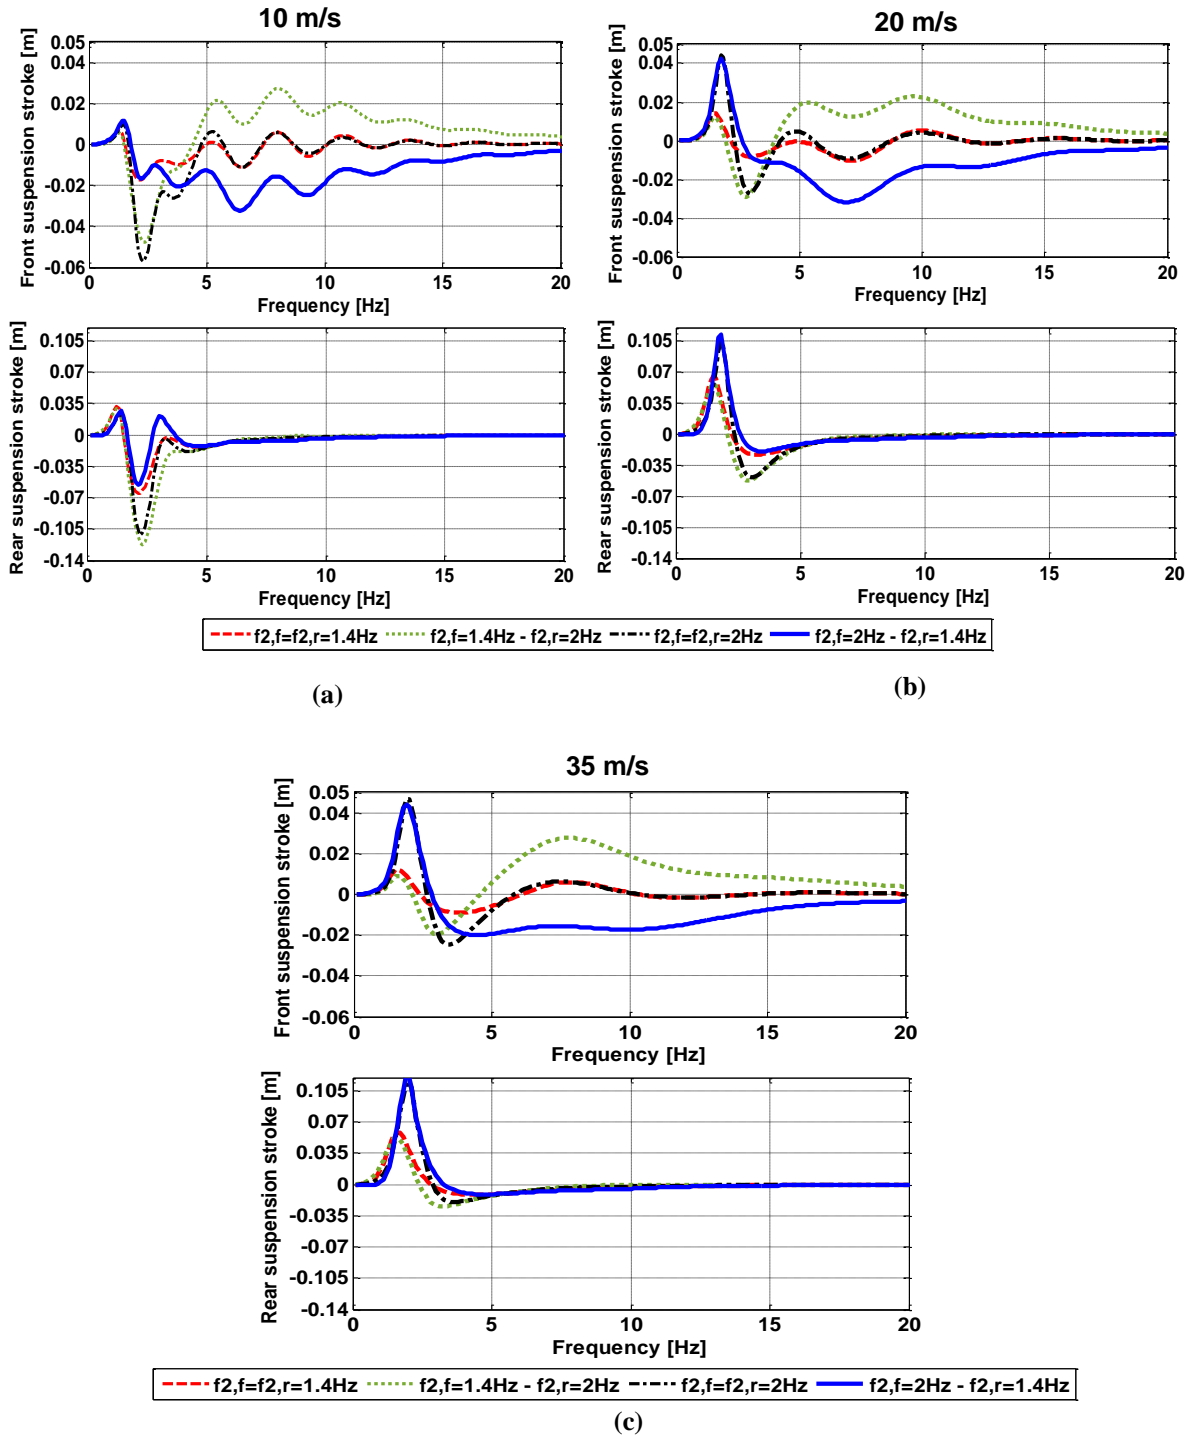 10 m/s
Front suspension stroke [m]
0.05
0.04
0.02
0
-0.02
-0.04
-0.06
0 5 10 15 20
Frequency [Hz]
Rear suspension stroke [m]
0.105
0.07
0.035
0
-0.035
-0.07
-0.105
-0.14
0 5 10 15 20
Frequency [Hz]
20 m/s
Front suspension stroke [m]
0.05
0.04
0.02
0
-0.02
-0.04
-0.06
0 5 10 15 20
Frequency [Hz]
Rear suspension stroke [m]
0.105
0.07
0.035
0
-0.035
-0.07
-0.105
-0.14
0 5 10 15 20
Frequency [Hz]
f2,f=f2,r=1.4Hz f2,f=1.4Hz - f2,r=2Hz f2,f=f2,r=2Hz f2,f=2Hz - f2,r=1.4Hz
(a)
(b)
35 m/s
Front suspension stroke [m]
0.05
0.04
0.02
0
-0.02
-0.04
-0.06
0 5 10 15 20
Frequency [Hz]
Rear suspension stroke [m]
0.105
0.07
0.035
0
-0.035
-0.07
-0.105
-0.14
0 5 10 15 20
Frequency [Hz]
f2,f=f2,r=1.4Hz f2,f=1.4Hz - f2,r=2Hz f2,f=f2,r=2Hz f2,f=2Hz - f2,r=1.4Hz
(c)